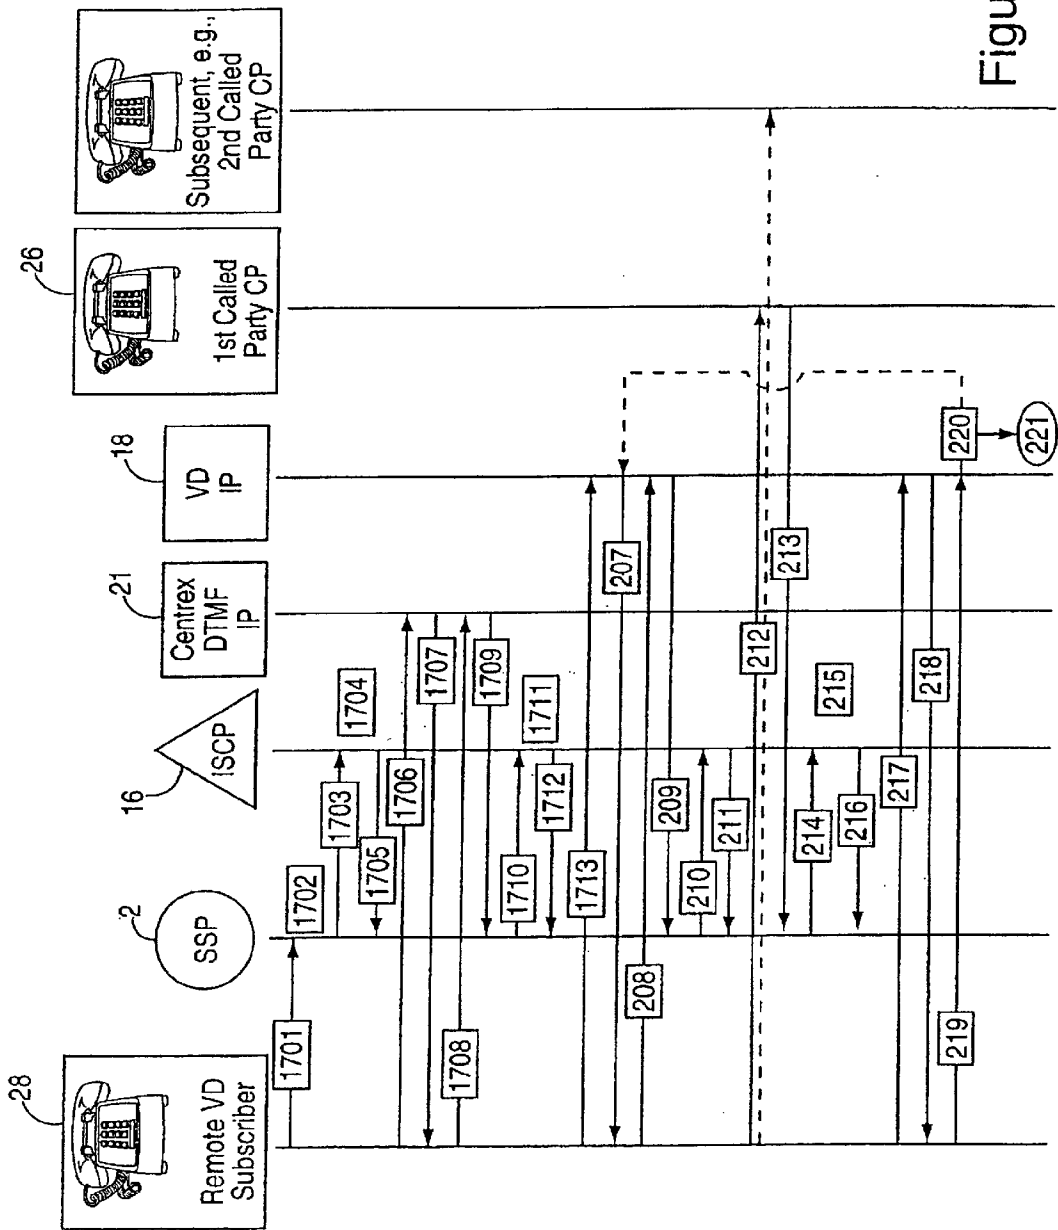 28
Remote VD
Subscriber
2
SSP
16
ISCP
21
Centrex
DTMF
IP
18
VD
IP
26
1st Called
Party CP
Subsequent, e.g.,
2nd Called
Party CP
1701
1702
1703
1704
1705
1706
1707
1708
1709
1710
1711
1712
1713
207
208
209
210
211
212
213
214
215
216
217
218
219
220
221
Figu